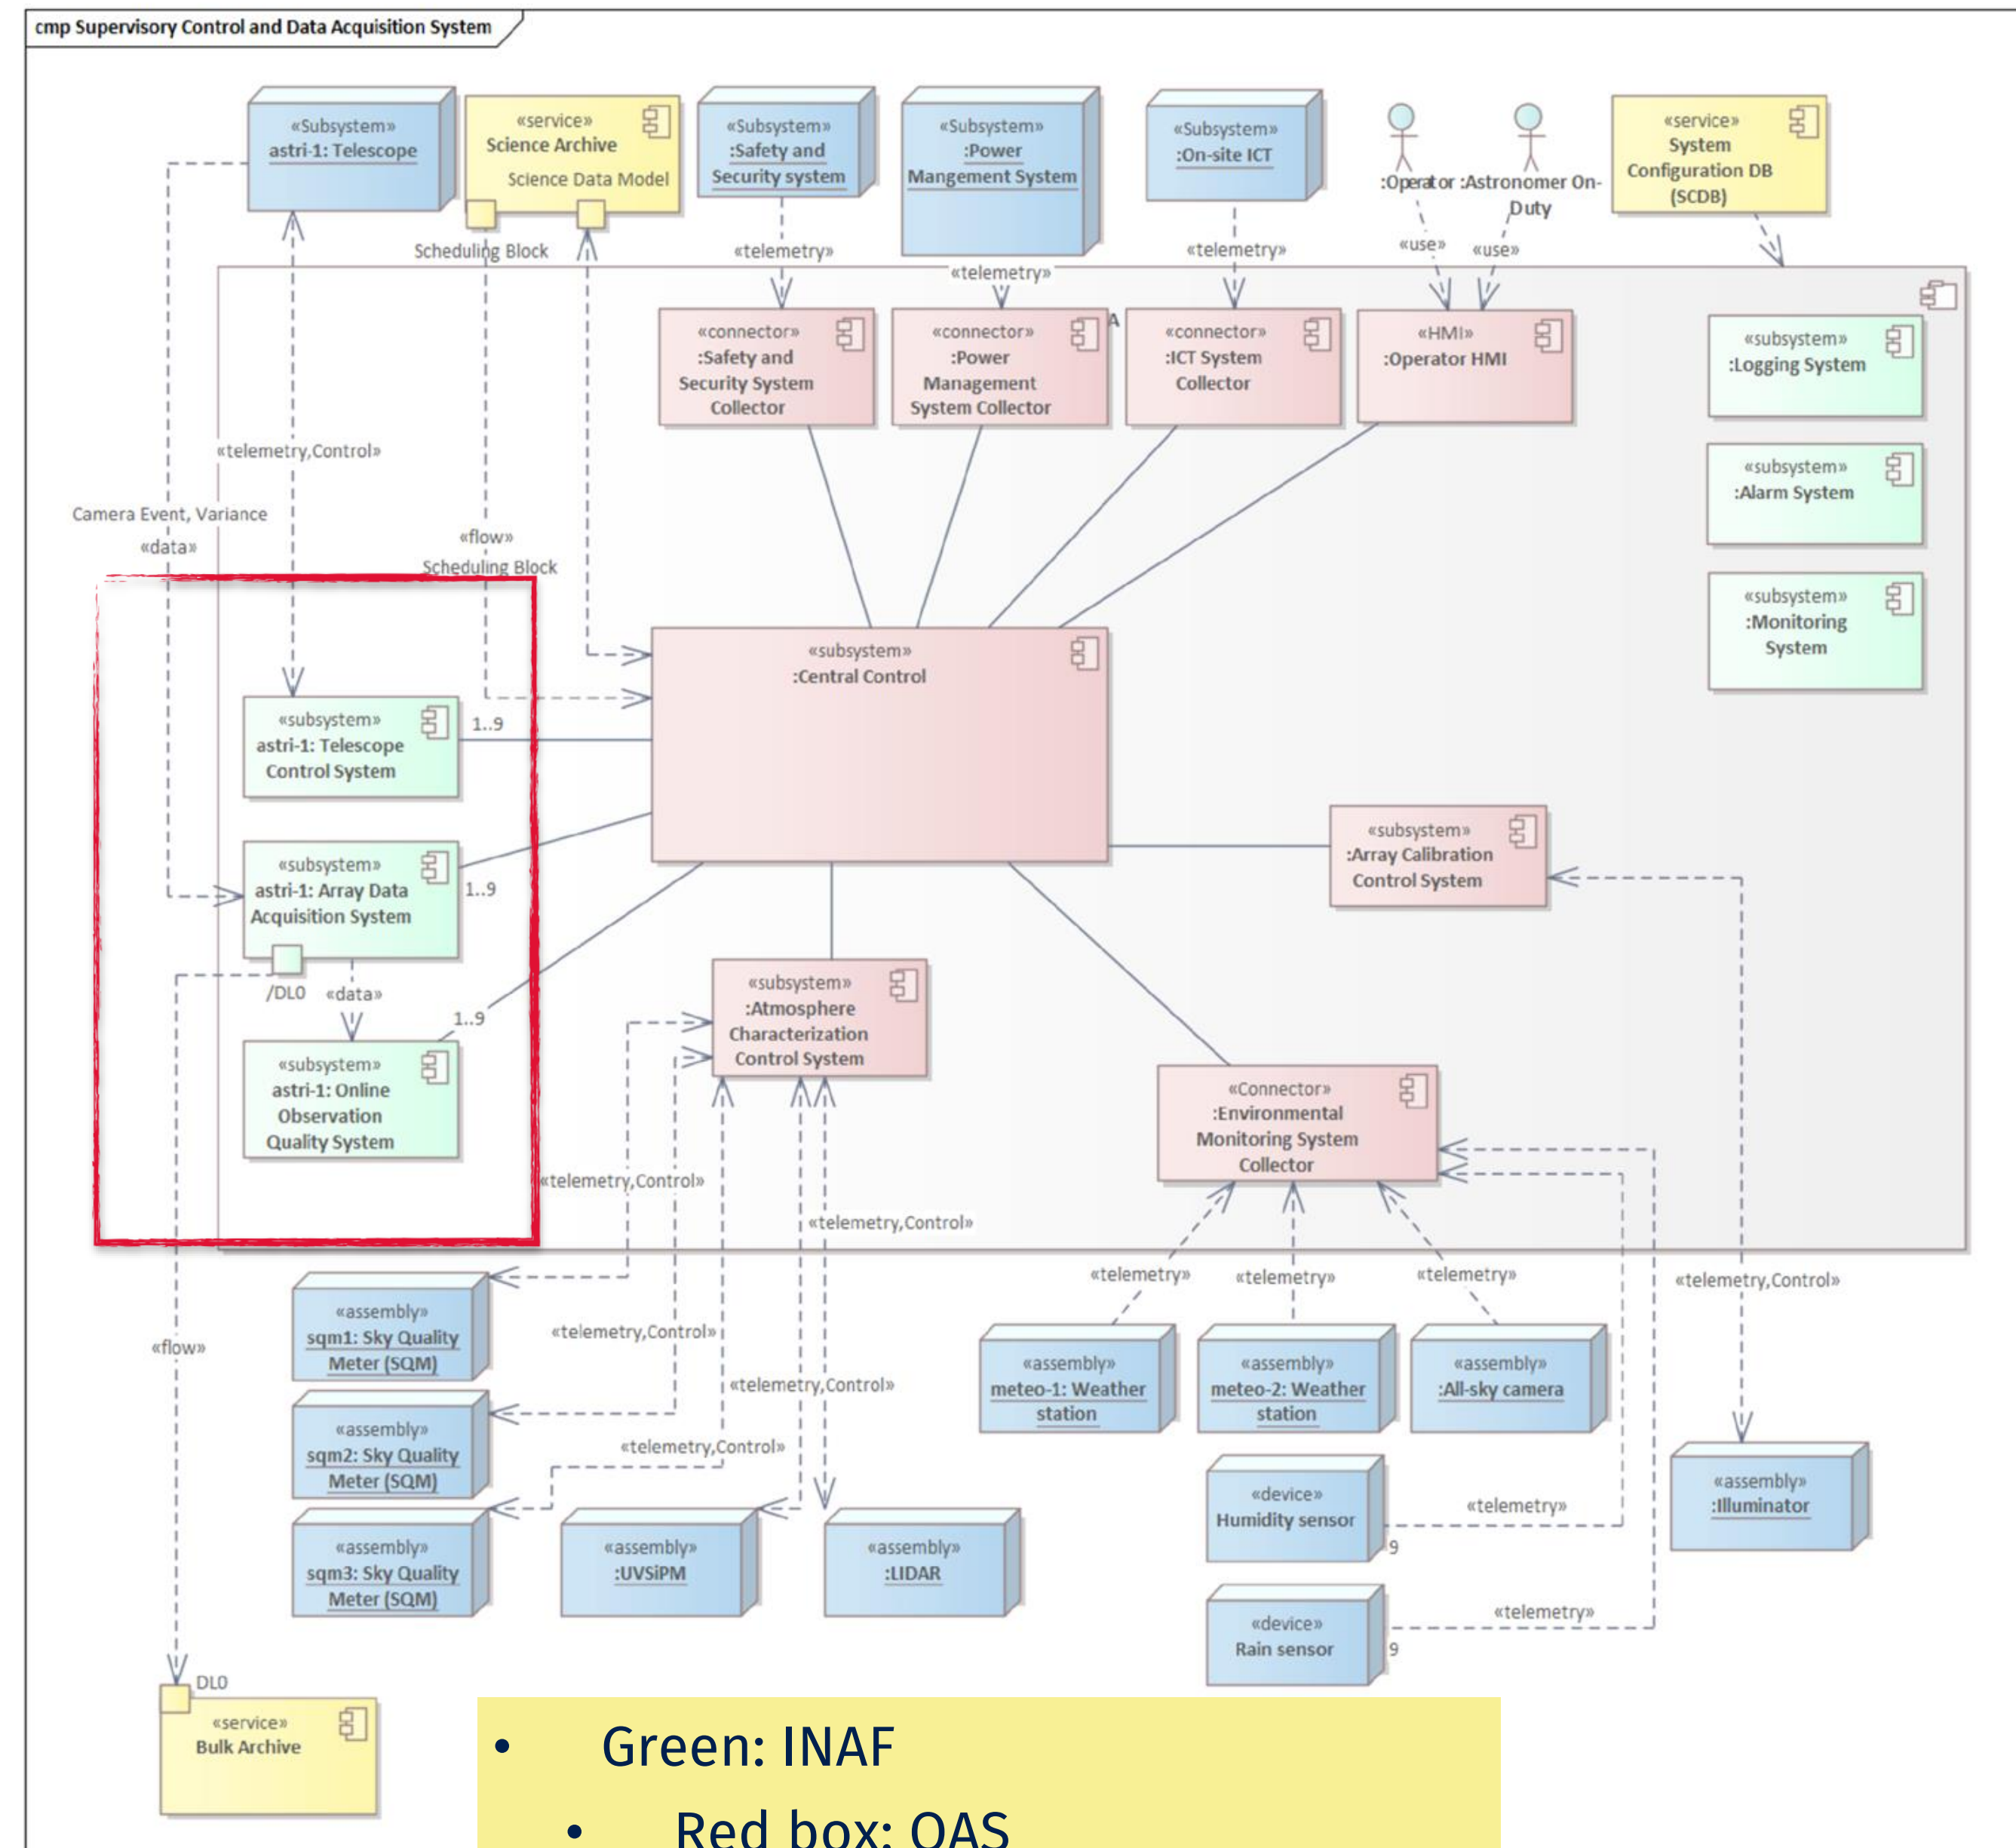 cmp Supervisory Control and Data Acquisition System
«Subsystem»
astri-1: Telescope
«service»
Science Archive
Science Data Model
«Subsystem»
:Safety and
Security system
«Subsystem»
:Power
Mangement System
«Subsystem»
:On-site ICT
:Operator
:Astronomer On-
Duty
«service»
System
Configuration DB
(SCDB)
Scheduling Block
«telemetry»
«telemetry»
«telemetry»
«use»
«use»
«connector»
:Safety and
Security System
Collector
«connector»
:Power
Management
System Collector
A
«connector»
:ICT System
Collector
«HMI»
:Operator HMI
«subsystem»
:Logging System
«telemetry,Control»
«subsystem»
:Alarm System
Camera Event, Variance
«data»
«flow»
Scheduling Block
«subsystem»
:Monitoring
System
«subsystem»
:Central Control
«subsystem»
astri-1: Telescope
Control System
1..9
«subsystem»
astri-1: Array Data
Acquisition System
1..9
«subsystem»
:Array Calibration
Control System
/DL0
«data»
1..9
«subsystem»
:Atmosphere
Characterization
Control System
«subsystem»
astri-1: Online
Observation
Quality System
«Connector»
:Environmental
Monitoring System
Collector
«telemetry,Control»
«telemetry,Control»
«telemetry»
«telemetry»
«telemetry»
«telemetry,Control»
«assembly»
sqm1: Sky Quality
Meter (SQM)
«flow»
«telemetry,Control»
«telemetry,Control»
«assembly»
meteo-1: Weather
station
«assembly»
meteo-2: Weather
station
«assembly»
:All-sky camera
«assembly»
sqm2: Sky Quality
Meter (SQM)
«telemetry,Control»
«device»
Humidity sensor
9
«telemetry»
«assembly»
:Illuminator
«assembly»
sqm3: Sky Quality
Meter (SQM)
«assembly»
:UVSiPM
«assembly»
:LIDAR
«device»
Rain sensor
9
«telemetry»
DL0
«service»
Bulk Archive
• Green: INAF
• Red box: OAS